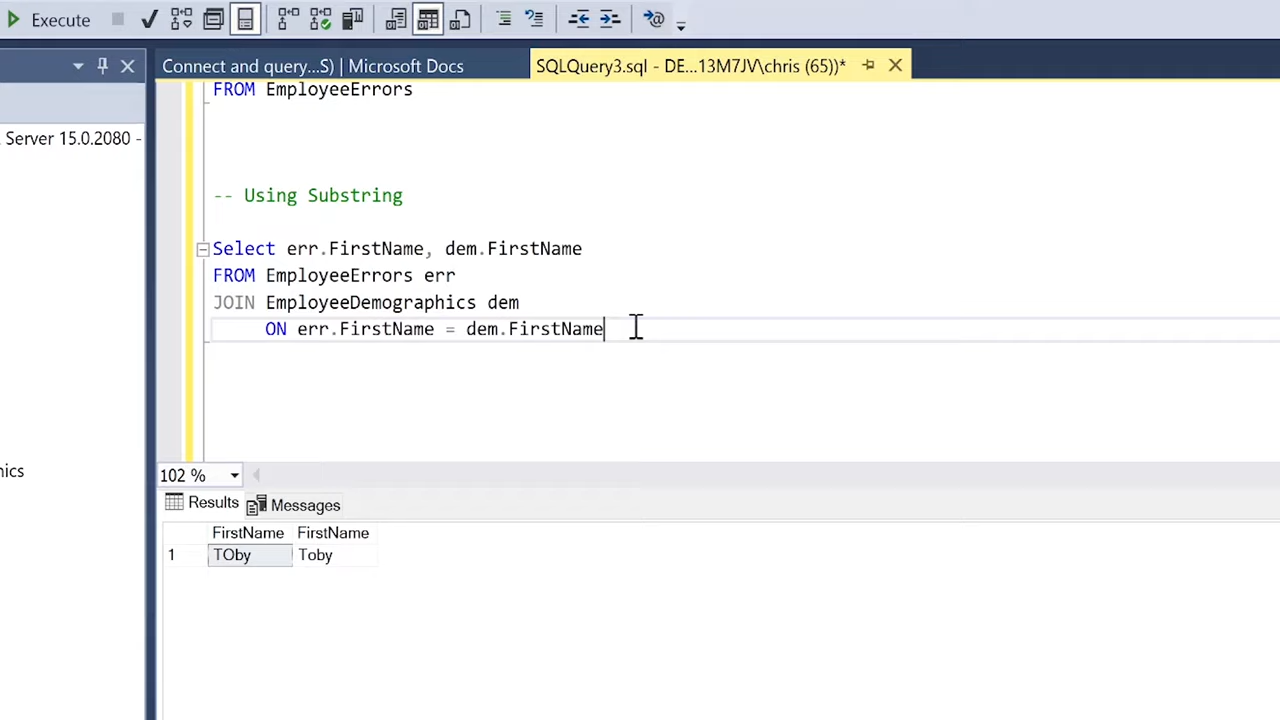 Execute
Connect and query...S) | Microsoft Docs
SQLQuery3.sql - DE...13M7JV\chris (65))*
FROM EmployeeErrors
Server 15.0.2080 -
-- Using Substring
Select err.FirstName, dem.FirstName
FROM EmployeeErrors err
JOIN EmployeeDemographics dem
ON err.FirstName = dem.FirstName
ics
102 %
Results
Messages
FirstName FirstName
1 TOby Toby